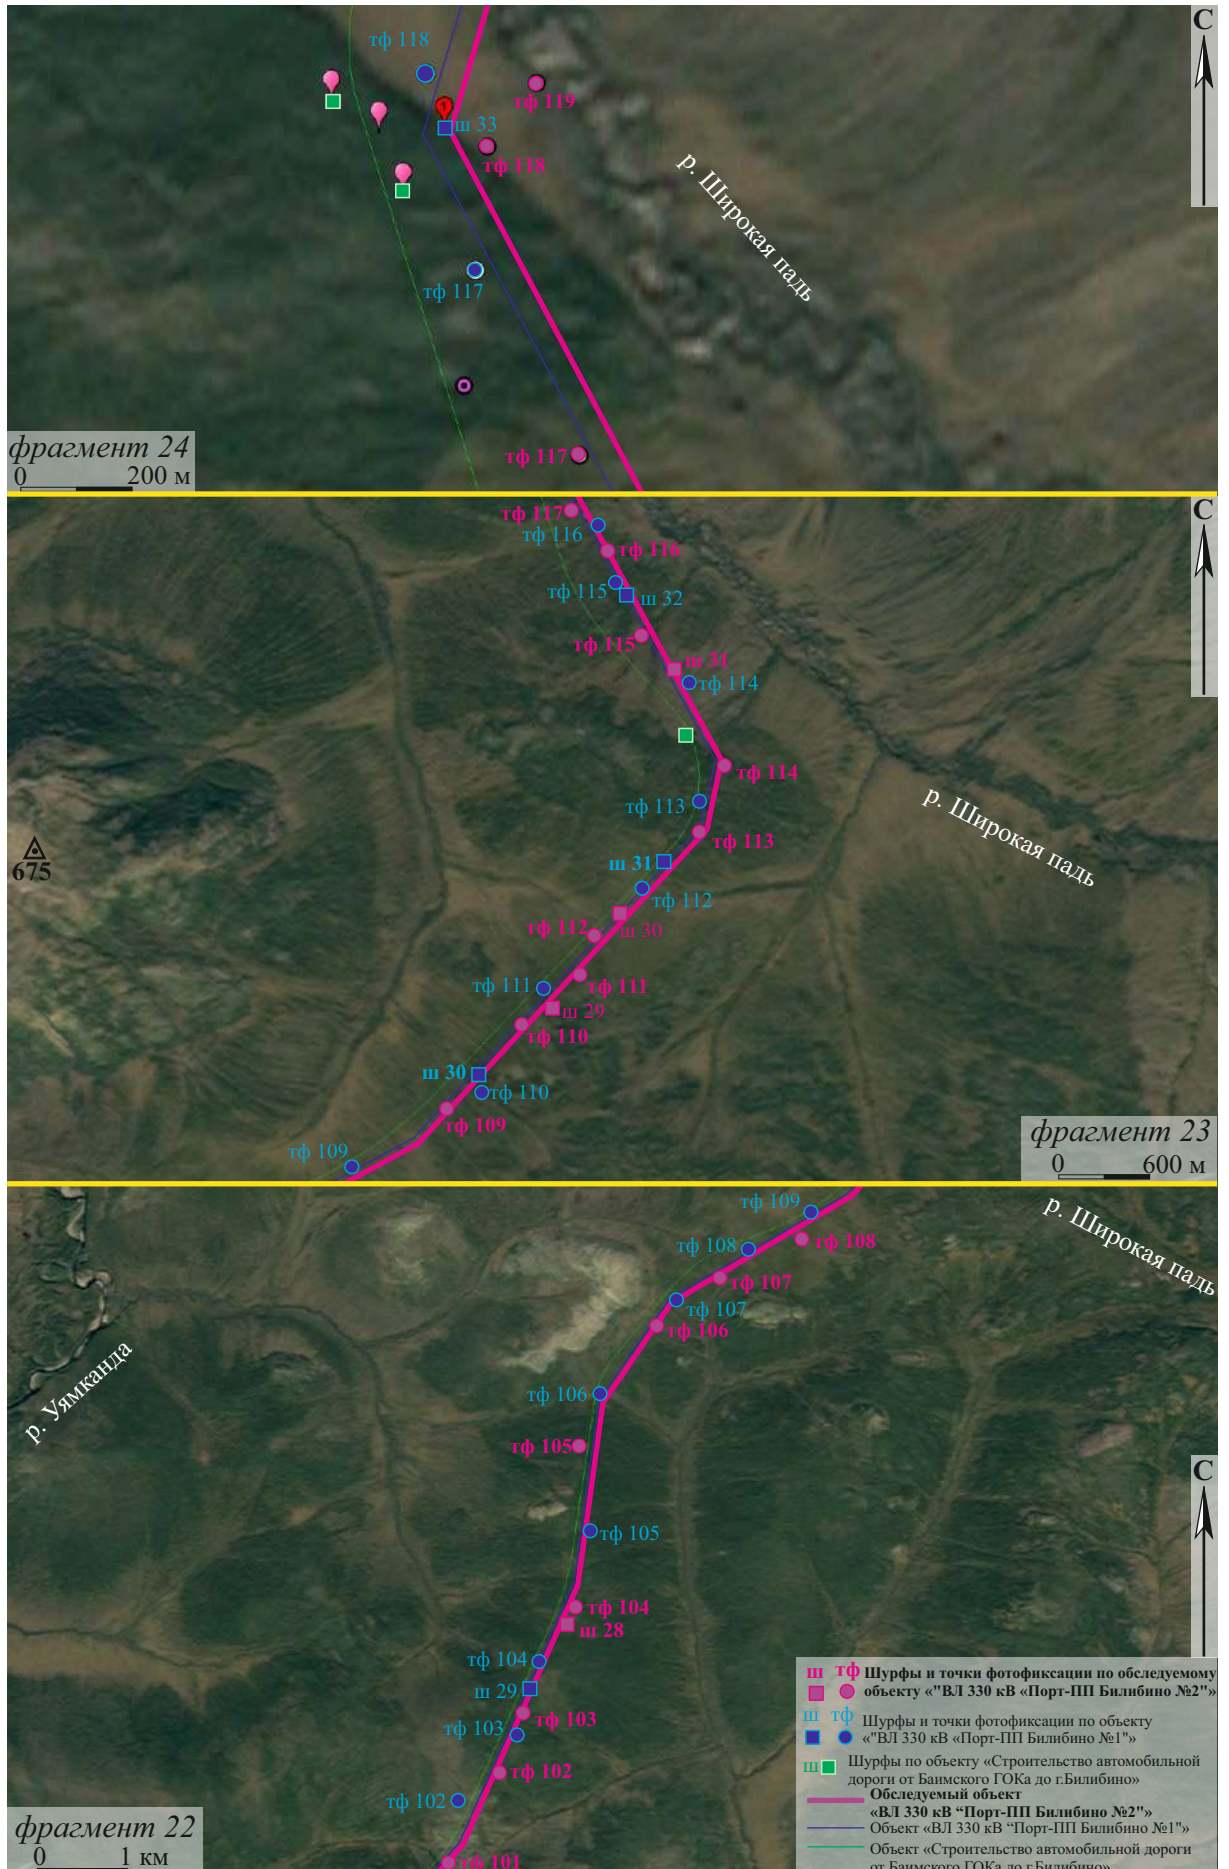 С
тф 118
тф 119
1
ш 33
тф 118
р. Широкая падь
тф 117
тф 117
фрагмент 24
0 200 м
С
тф 117
тф 116
тф 116
тф 115
ш 32
тф 115
ш 31
тф 114
тф 114
тф 113
р. Широкая падь
тф 113
675
ш 31
тф 112
тф 112
ш 30
тф 111
тф 111
ш 29
тф 110
ш 30
тф 110
тф 109
фрагмент 23
0 600 м
тф 109
тф 109
р. Широкая падь
тф 108
тф 108
тф 107
тф 107
тф 106
р. Уямканда
тф 106
тф 105
С
тф 105
тф 104
ш 28
тф 104
ш 29
тф 103
тф 103
тф 102
тф 102
фрагмент 22
0 1 км
тф 101
ш тф Шурфы и точки фотофиксации по обследуемому
объекту «"ВЛ 330 кВ «Порт-ПП Билибино №2"»
ш тф Шурфы и точки фотофиксации по объекту
«"ВЛ 330 кВ «Порт-ПП Билибино №1"»
ш Шурфы по объекту «Строительство автомобильной
дороги от Баимского ГОКа до г.Билибино»
Обследуемый объект
«ВЛ 330 кВ “Порт-ПП Билибино №2"»
Объект «ВЛ 330 кВ “Порт-ПП Билибино №1"»
Объект «Строительство автомобильной дороги
от Баимского ГОКа до г.Билибино»